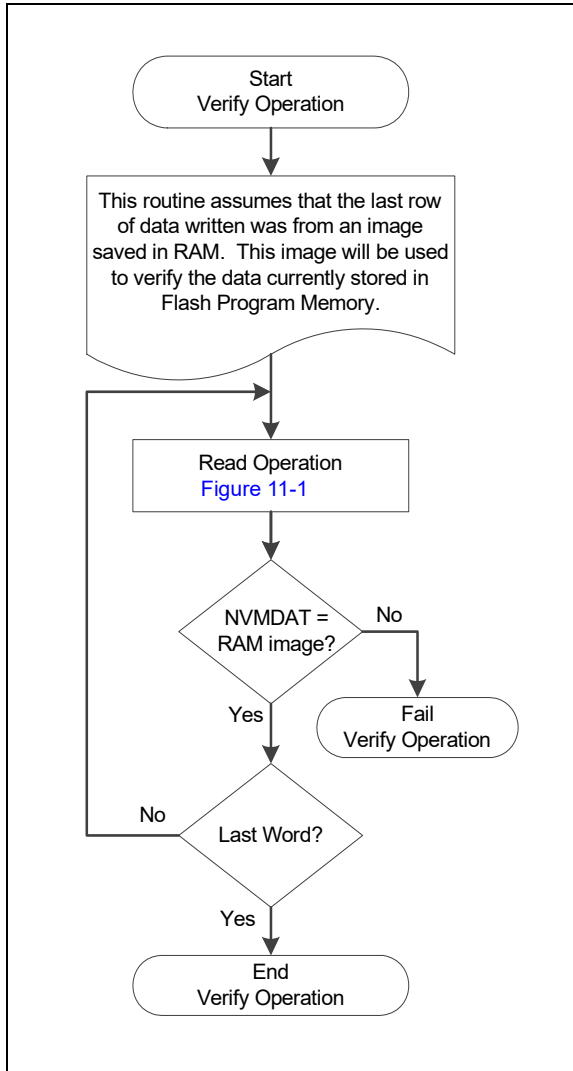 Start
Verify Operation
This routine assumes that the last row
of data written was from an image
saved in RAM.  This image will be used
to verify the data currently stored in
Flash Program Memory.
Read Operation
Figure 11-1
NVMDAT =
RAM image?
No
Yes
Fail
Verify Operation
No
Last Word?
Yes
End
Verify Operation